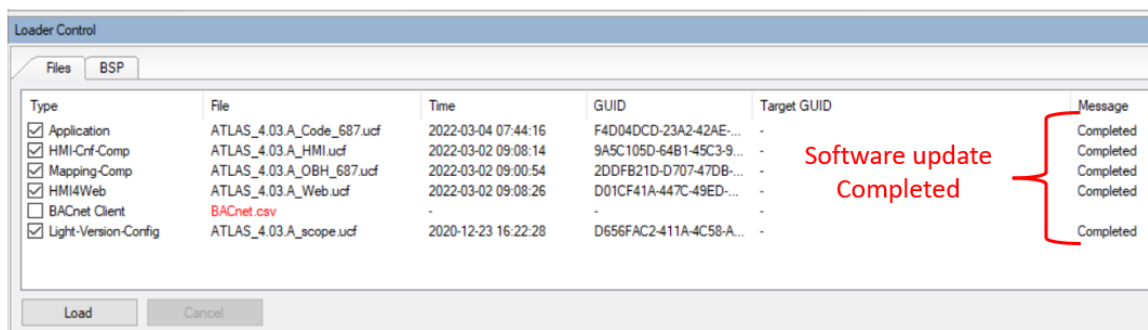 Loader Control
Files BSP
Type File Time GUID Target GUID Message
Application ATLAS_4.03.A_Code_687.ucf 2022-03-04 07:44:16 F4D04DCD-23A2-42AE-... - Completed
HMI-Cnf-Comp ATLAS_4.03.A_HMI.ucf 2022-03-02 09:08:14 9A5C105D-64B1-45C3-9... - Completed
Mapping-Comp ATLAS_4.03.A_OBH_687.ucf 2022-03-02 09:00:54 2DDFB21D-D707-47DB-... - Completed
HMI4Web ATLAS_4.03.A_Web.ucf 2022-03-02 09:08:26 D01CF41A-447C-49ED-... - Completed
BACnet Client BACnet.csv - - -
Light-Version-Config ATLAS_4.03.A_scope.ucf 2020-12-23 16:22:28 D656FAC2-411A-4C58-A... - Completed
Software update
Completed
Load Cancel